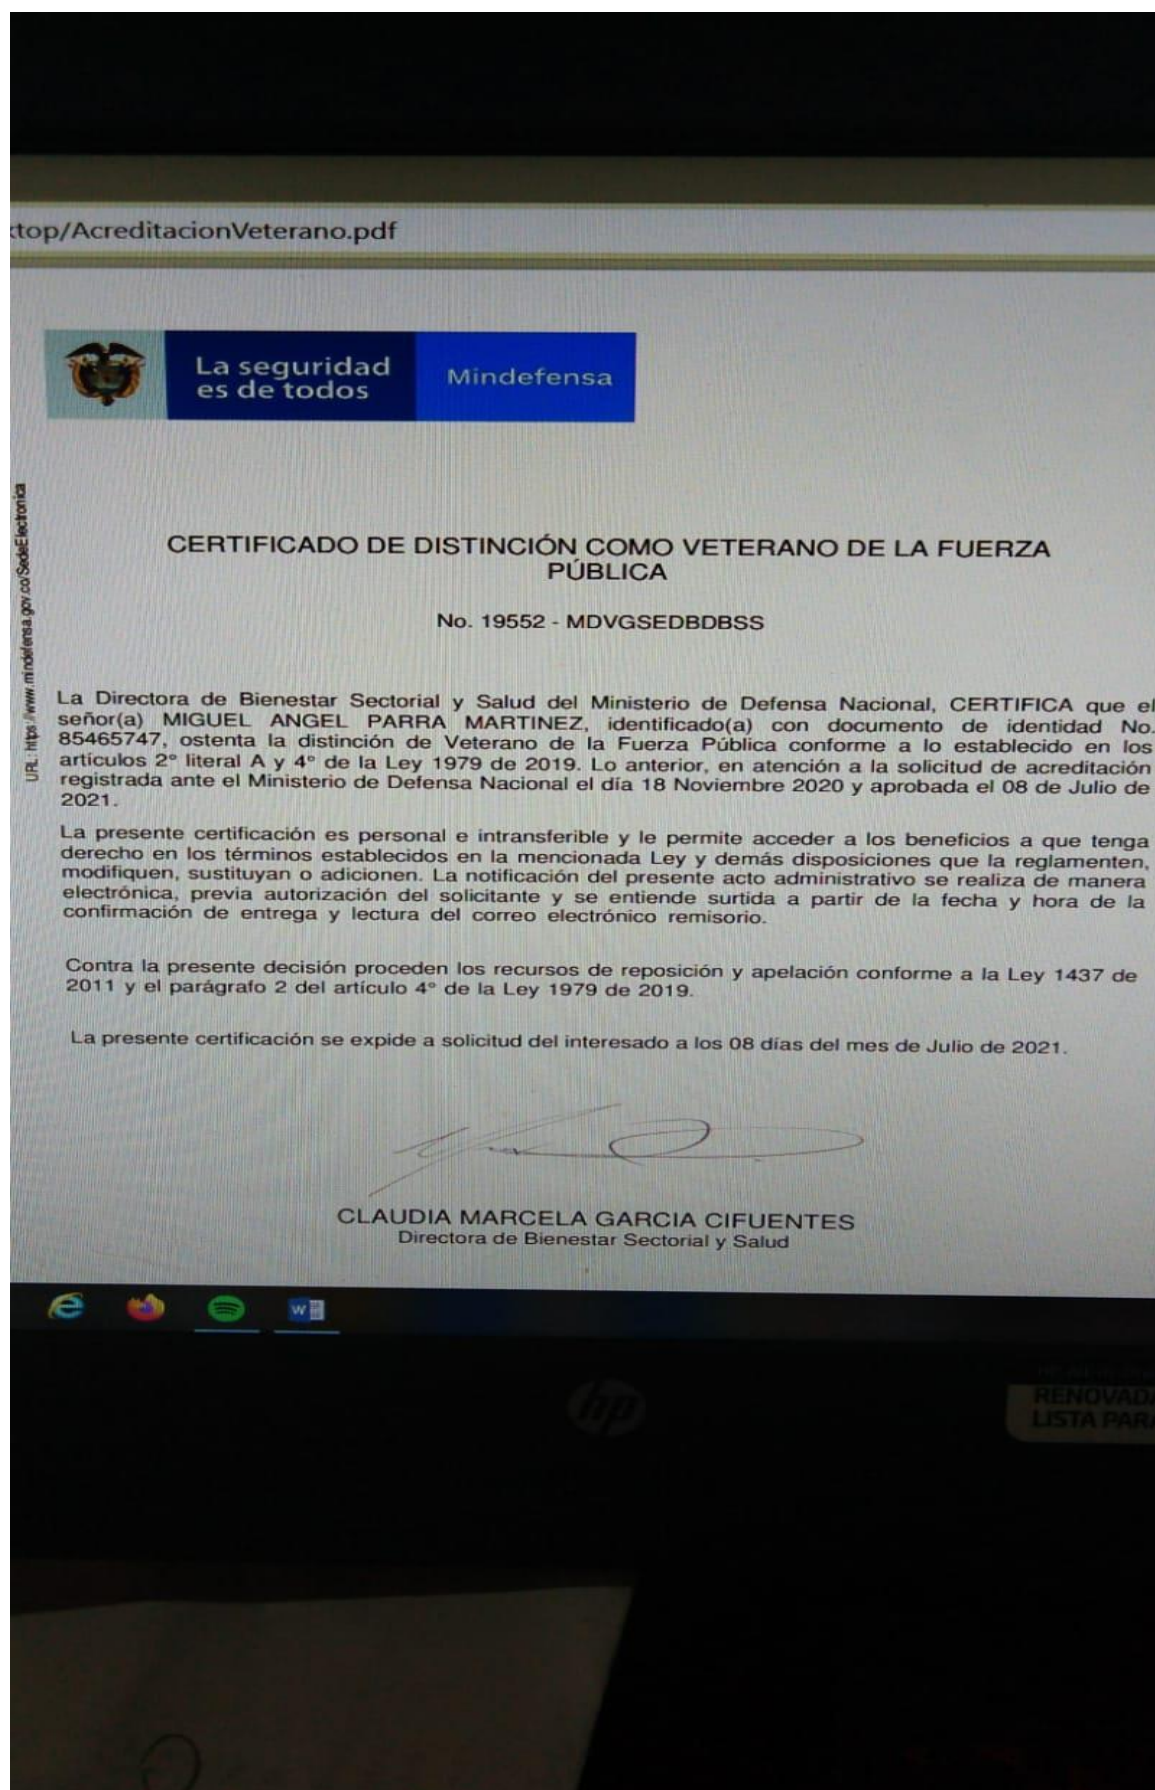 top/AcreditacionVeterano.pdf
La seguridad
es de todos
Mindefensa
URL: https://www.mindefensa.gov.co/SedeElectronica
CERTIFICADO DE DISTINCIÓN COMO VETERANO DE LA FUERZA
PÚBLICA
No. 19552 - MDVGSEDBDBSS
La Directora de Bienestar Sectorial y Salud del Ministerio de Defensa Nacional, CERTIFICA que el
señor(a) MIGUEL ANGEL PARRA MARTINEZ, identificado(a) con documento de identidad No.
85465747, ostenta la distinción de Veterano de la Fuerza Pública conforme a lo establecido en los
artículos 2° literal A y 4° de la Ley 1979 de 2019. Lo anterior, en atención a la solicitud de acreditación
registrada ante el Ministerio de Defensa Nacional el día 18 Noviembre 2020 y aprobada el 08 de Julio de
2021.
La presente certificación es personal e intransferible y le permite acceder a los beneficios a que tenga
derecho en los términos establecidos en la mencionada Ley y demás disposiciones que la reglamenten,
modifiquen, sustituyan o adicionen. La notificación del presente acto administrativo se realiza de manera
electrónica, previa autorización del solicitante y se entiende surtida a partir de la fecha y hora de la
confirmación de entrega y lectura del correo electrónico remisorio.
Contra la presente decisión proceden los recursos de reposición y apelación conforme a la Ley 1437 de
2011 y el parágrafo 2 del artículo 4° de la Ley 1979 de 2019.
La presente certificación se expide a solicitud del interesado a los 08 días del mes de Julio de 2021.
CLAUDIA MARCELA GARCIA CIFUENTES
Directora de Bienestar Sectorial y Salud
hp
RENOVADA
LISTA PARA